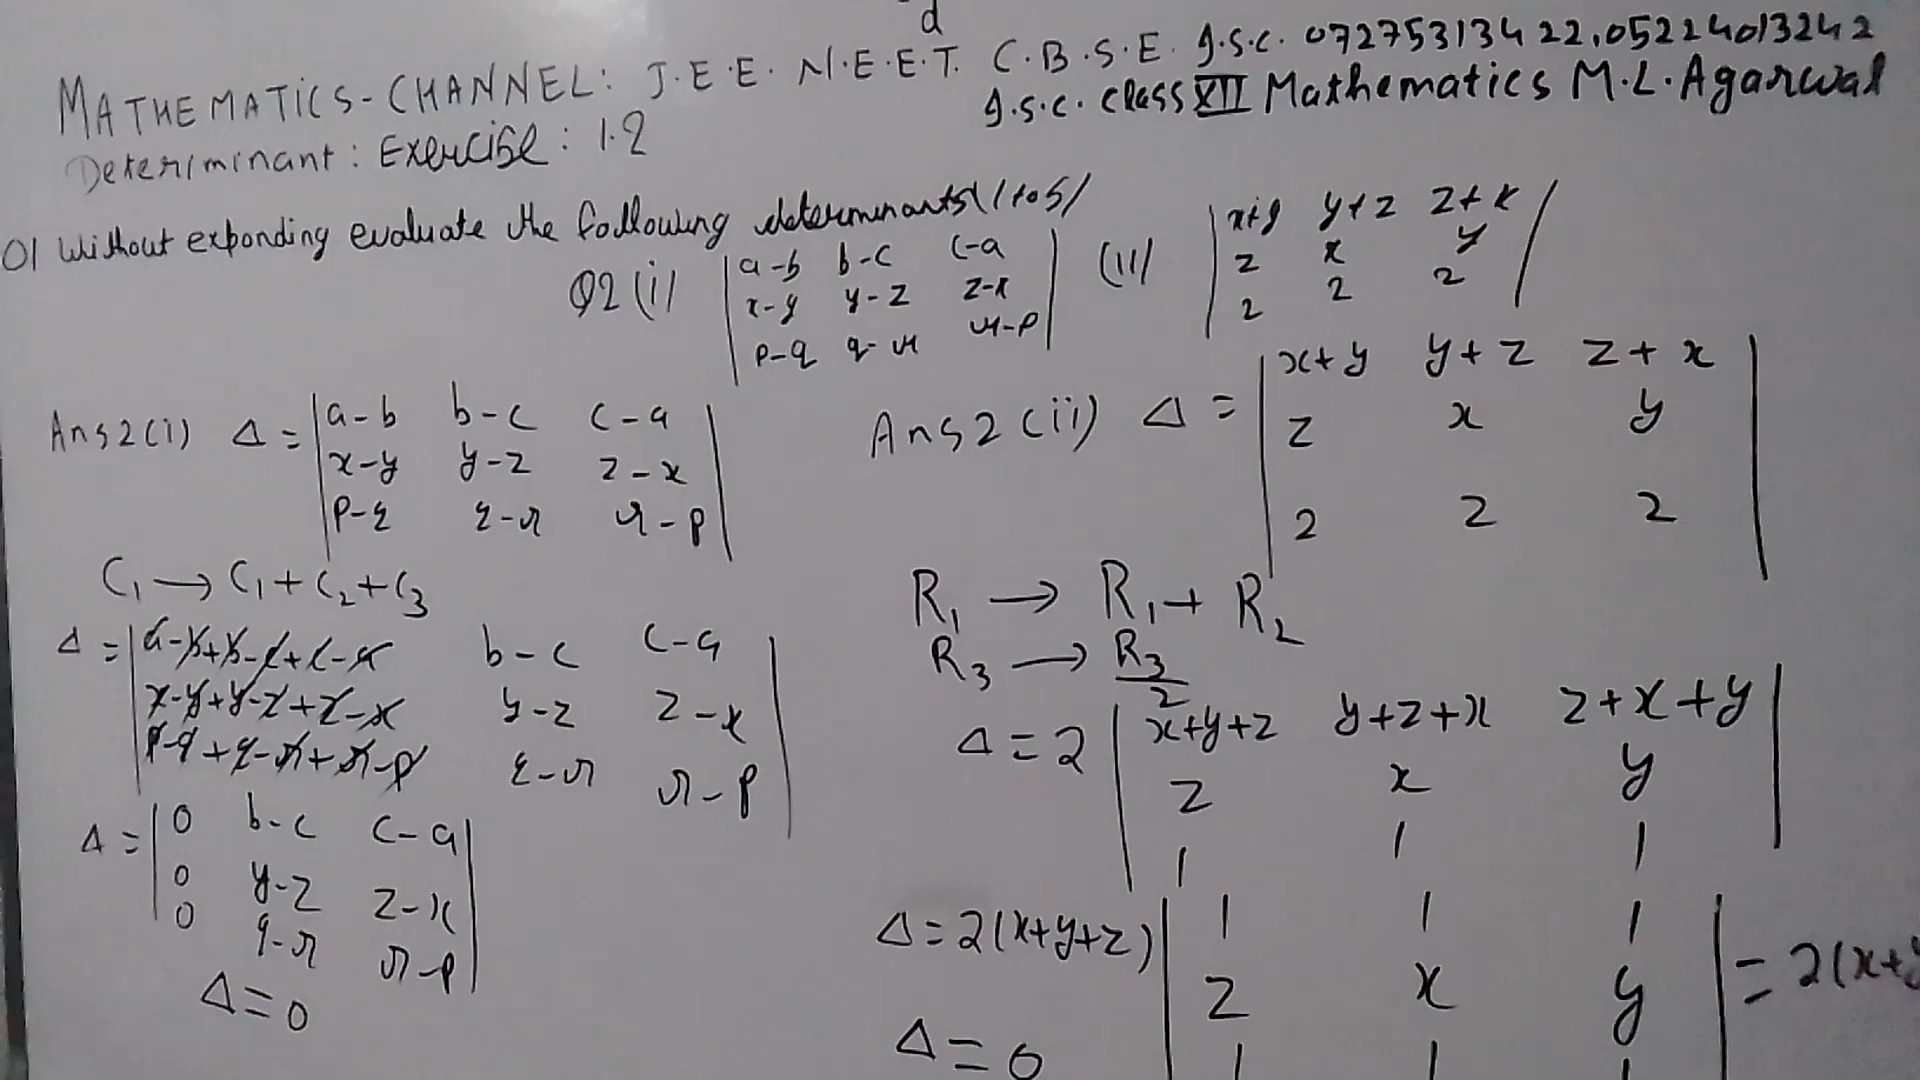 d
MATHEMATICS-CHANNEL: J.E.E. N.E.E.T. C.B.S.E. I.S.C. 07275313422, 05224013242
I.S.C. class XII Mathematics M.L. Agarwal
Determinant: Exercise: 1.2
01 Without expanding evaluate the following determinants (1 to 5)
Q2 (i) | a-b b-c c-a |
| x-y y-z z-x |
| p-q q-r r-p |
(ii) | x+y y+z z+x |
| z x y |
| 2 2 2 |
Ans 2(i) Δ = | a-b b-c c-a |
| x-y y-z z-x |
| p-q q-r r-p |
C₁ → C₁+C₂+C₃
Δ = | a-b+b-c+c-a b-c c-a |
| x-y+y-z+z-x y-z z-x |
| p-q+q-r+r-p q-r r-p |
Δ = | 0 b-c c-a |
| 0 y-z z-x |
| 0 q-r r-p |
Δ = 0
Ans 2 (ii) Δ = | x+y y+z z+x |
| z x y |
| 2 2 2 |
R₁ → R₁+R₂
R₃ → R₃/2
Δ = 2 | x+y+z y+z+x z+x+y |
| z x y |
| 1 1 1 |
Δ = 2(x+y+z) | 1 1 1 | = 2(x+y
| z x y |
| 1 1 1 |
Δ = 0